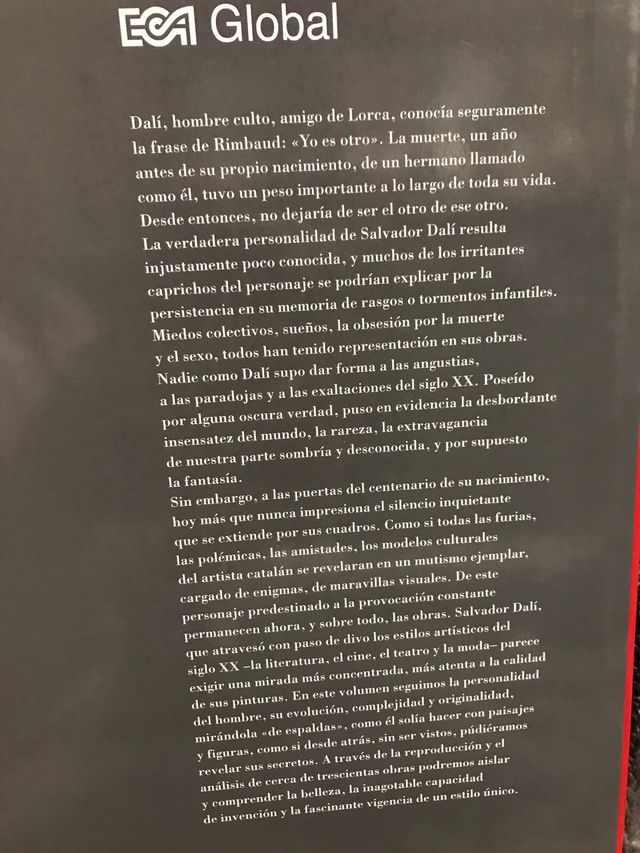 ECA Global
Dalí, hombre culto, amigo de Lorca, conocía seguramente
la frase de Rimbaud: «Yo es otro». La muerte, un año
antes de su propio nacimiento, de un hermano llamado
como él, tuvo un peso importante a lo largo de toda su vida.
Desde entonces, no dejaría de ser el otro de ese otro.
La verdadera personalidad de Salvador Dalí resulta
injustamente poco conocida, y muchos de los irritantes
caprichos del personaje se podrían explicar por la
persistencia en su memoria de rasgos o tormentos infantiles.
Miedos colectivos, sueños, la obsesión por la muerte
y el sexo, todos han tenido representación en sus obras.
Nadie como Dalí supo dar forma a las angustias,
a las paradojas y a las exaltaciones del siglo XX. Poseído
por alguna oscura verdad, puso en evidencia la desbordante
insensatez del mundo, la rareza, la extravagancia
de nuestra parte sombría y desconocida, y por supuesto
la fantasía.
Sin embargo, a las puertas del centenario de su nacimiento,
hoy más que nunca impresiona el silencio inquietante
que se extiende por sus cuadros. Como si todas las furias,
las polémicas, las amistades, los modelos culturales
del artista catalán se revelaran en un mutismo ejemplar,
cargado de enigmas, de maravillas visuales. De este
personaje predestinado a la provocación constante
permanecen ahora, y sobre todo, las obras. Salvador Dalí,
que atravesó con paso de divo los estilos artísticos del
siglo XX –la literatura, el cine, el teatro y la moda– parece
exigir una mirada más concentrada, más atenta a la calidad
de sus pinturas. En este volumen seguimos la personalidad
del hombre, su evolución, complejidad y originalidad,
mirándola «de espaldas», como él solía hacer con paisajes
y figuras, como si desde atrás, sin ser vistos, púdiéramos
revelar sus secretos. A través de la reproducción y el
análisis de cerca de trescientas obras podremos aislar
y comprender la belleza, la inagotable capacidad
de invención y la fascinante vigencia de un estilo único.